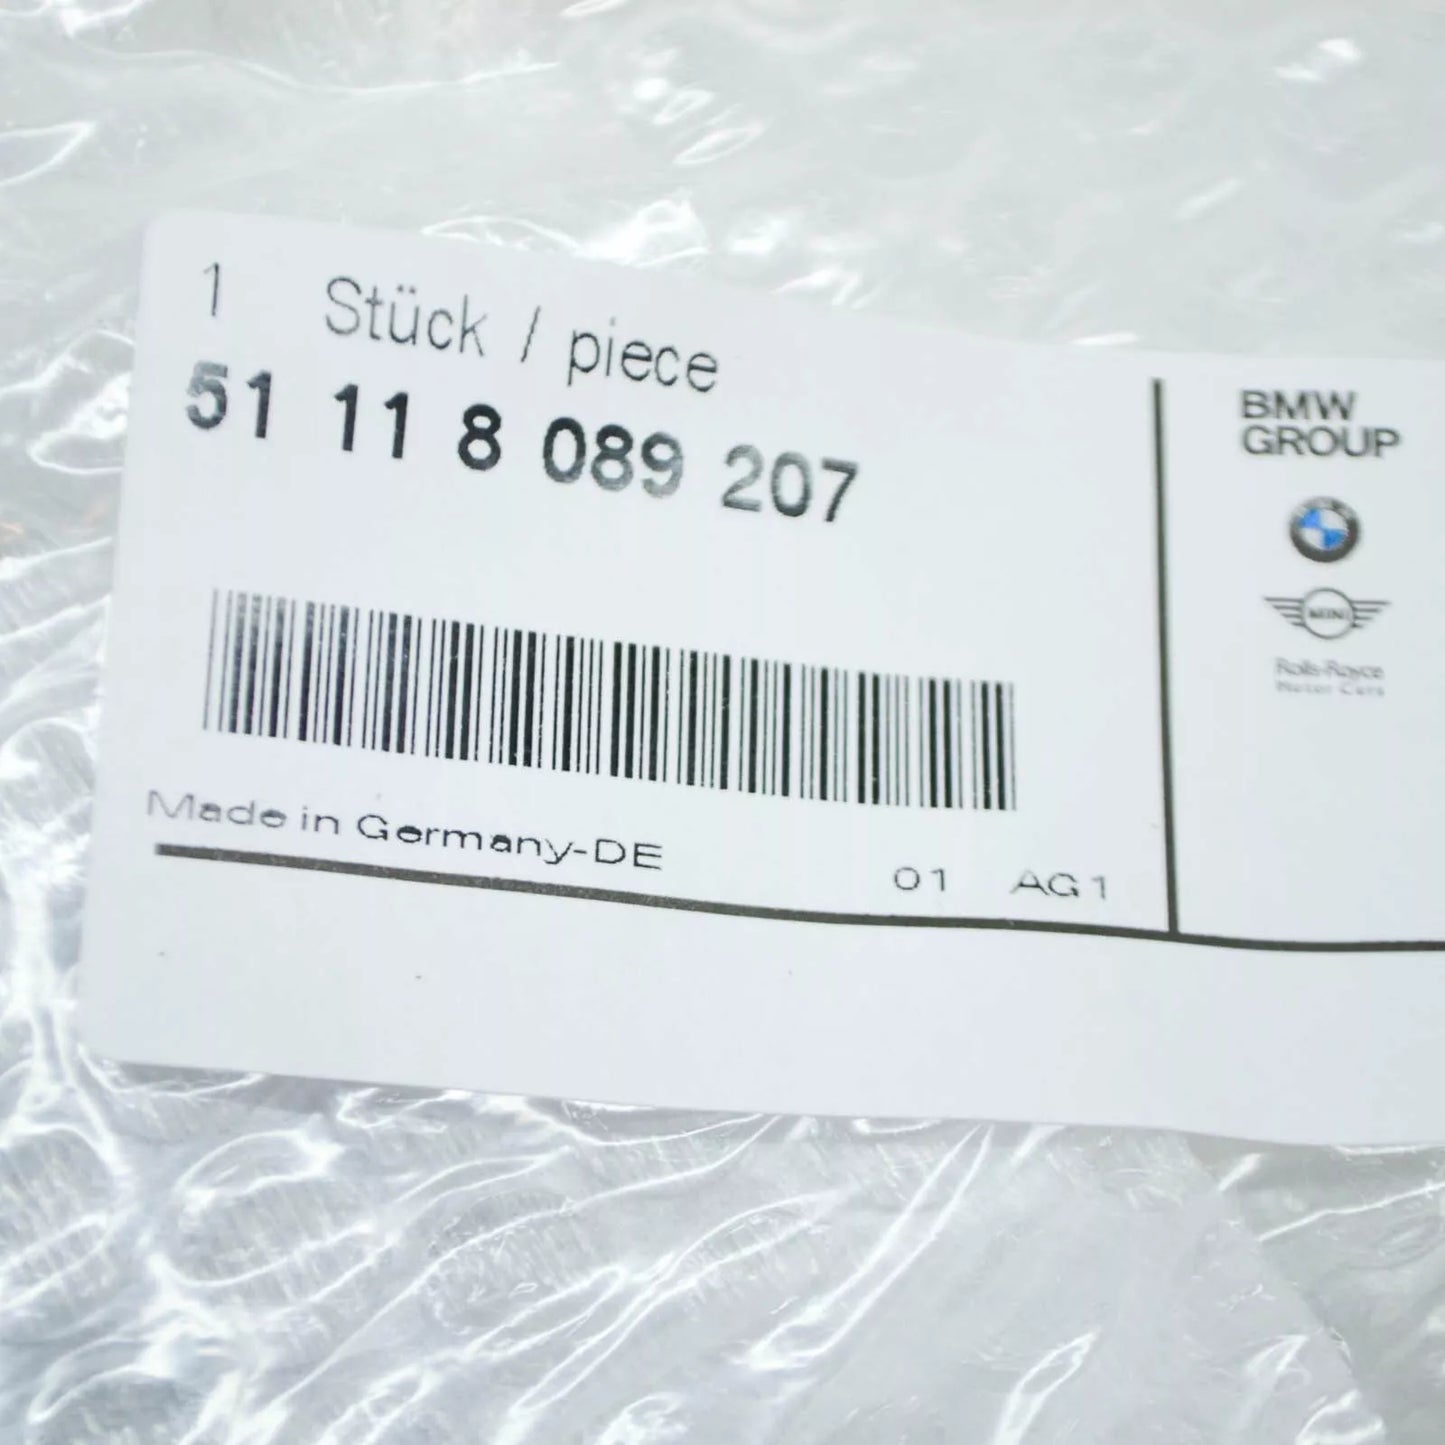 1 Stück / piece
51 11 8 089 207
Made in Germany-DE
01 AG1
BMW
GROUP
MINI
Rolls-Royce
Motor Cars